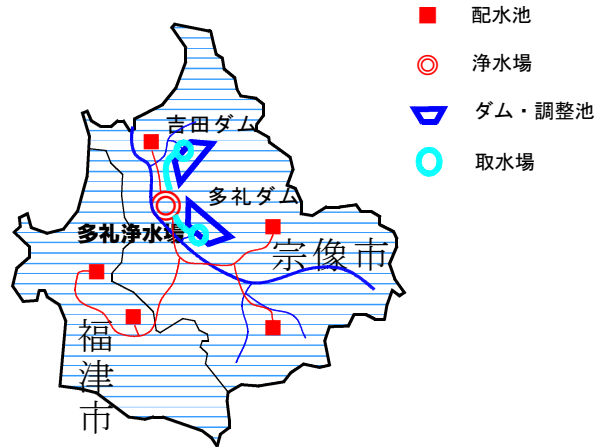 配水池
浄水場
ダム・調整池
取水場
吉田ダム
多礼ダム
多礼浄水場
宗像市
福津市